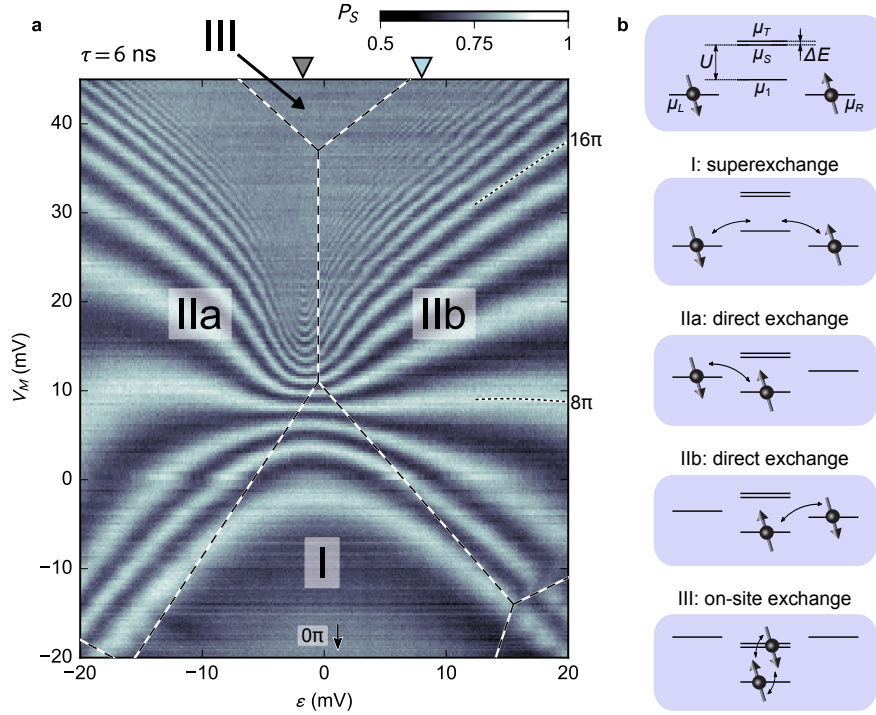 a
τ = 6 ns
III
P_S
0.5
0.75
1
V_M (mV)
40
30
20
10
0
−10
−20
IIa
IIb
I
16π
8π
0π
−20
−10
0
10
20
ε (mV)
b
μ_T
μ_S
U
ΔE
μ_1
μ_L
μ_R
I: superexchange
IIa: direct exchange
IIb: direct exchange
III: on-site exchange